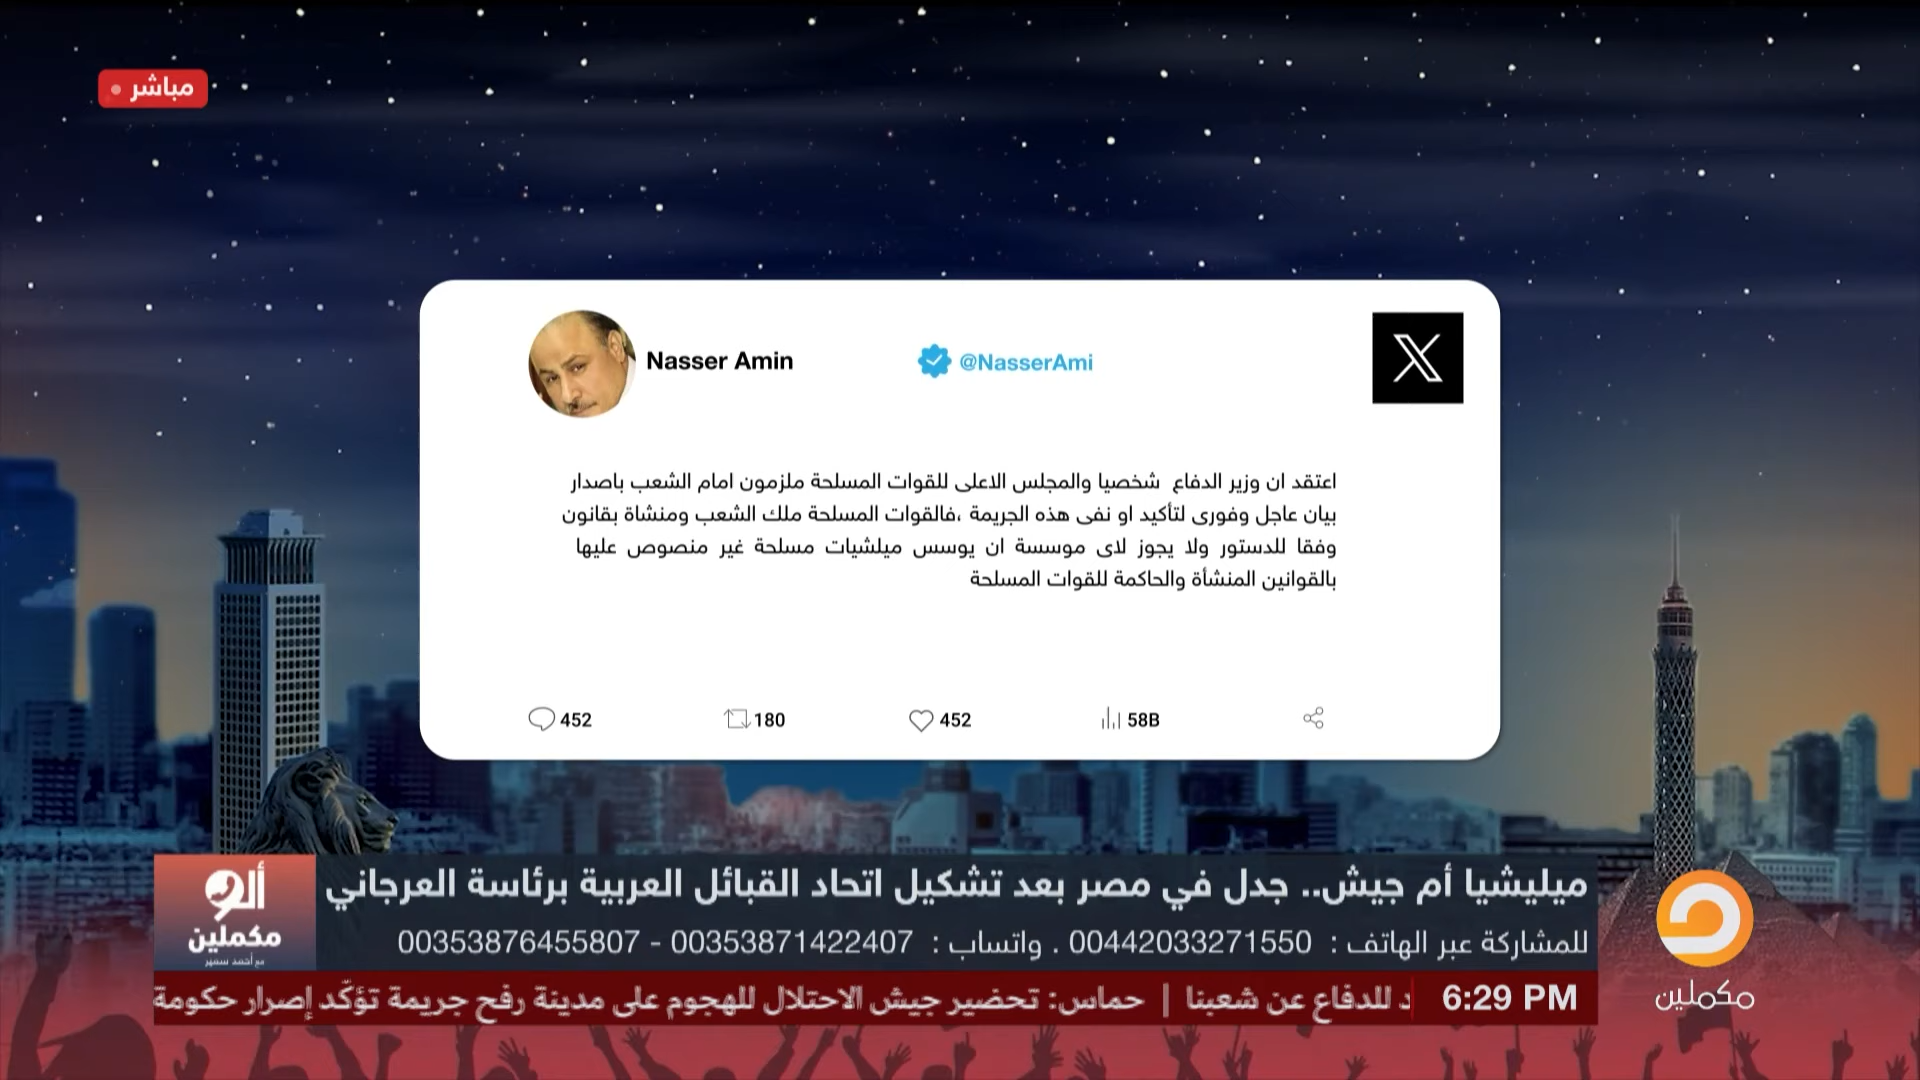 مباشر
Nasser Amin
@NasserAmi
X
اعتقد ان وزير الدفاع شخصيا والمجلس الاعلى للقوات المسلحة ملزمون امام الشعب باصدار
بيان عاجل وفورى لتأكيد او نفى هذه الجريمة ،فالقوات المسلحة ملك الشعب ومنشاة بقانون
وفقا للدستور ولا يجوز لاى موسسة ان يوسس ميلشيات مسلحة غير منصوص عليها
بالقوانين المنشأة والحاكمة للقوات المسلحة
452
180
452
58B
ميليشيا أم جيش.. جدل في مصر بعد تشكيل اتحاد القبائل العربية برئاسة العرجاني
للمشاركة عبر الهاتف : 00442033271550 . واتساب : 00353871422407 - 00353876455807
ألو
مكملين
مع أحمد سمير
6:29 PM
د للدفاع عن شعبنا | حماس: تحضير جيش الاحتلال للهجوم على مدينة رفح جريمة تؤكّد إصرار حكومة
مكملين